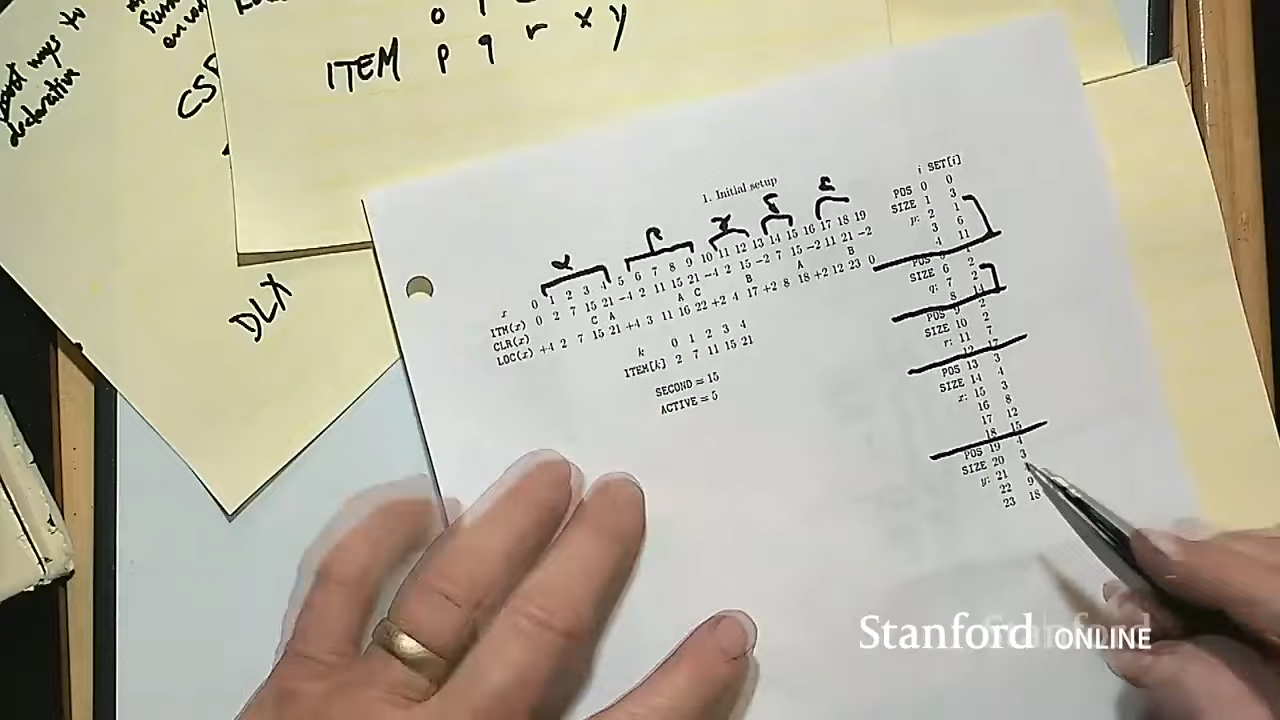 ways to
declarative
CSP
ITEM p q r x y
DLX
1. Initial setup
α β γ δ ε
x 0 1 2 3 4 5 6 7 8 9 10 11 12 13 14 15 16 17 18 19
ITM(x) 0 2 7 15 21 −4 2 11 15 21 −4 2 15 −2 7 15 −2 11 21 −2
CLR(x) C A A C B A B
LOC(x) +4 2 7 15 21 +4 3 11 16 22 +2 4 17 +2 8 18 +2 12 23 0
k 0 1 2 3 4
ITEM[k] 2 7 11 15 21
SECOND = 15
ACTIVE = 5
i SET[i]
POS 0 0
SIZE 1 3
p: 2 1
3 6
4 11
SIZE 6 2
q: 7 2
8 14
POS 9 2
SIZE 10 2
r: 11 7
12 17
POS 13 3
SIZE 14 4
x: 15 3
16 8
17 12
18 15
POS 19 4
SIZE 20 3
y: 21
22 9
23 18
Stanford ONLINE